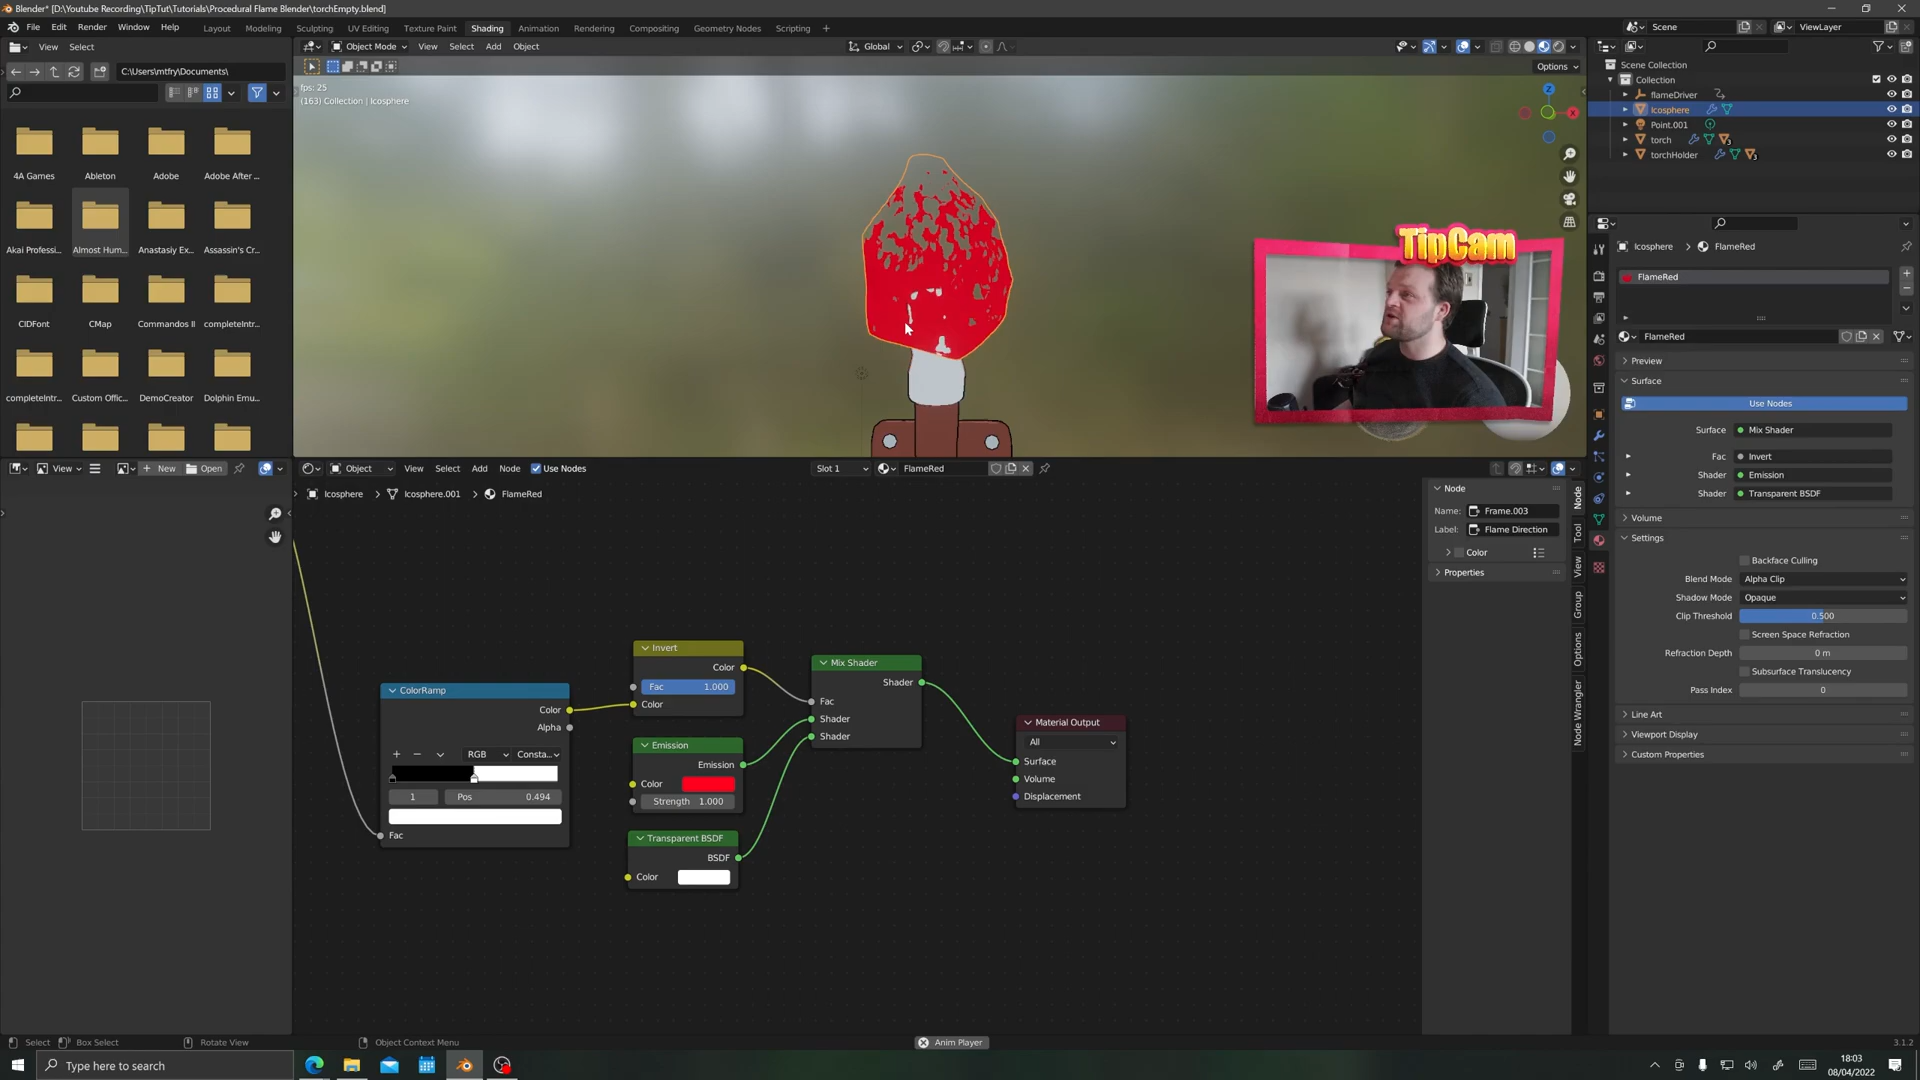 Blender* [D:\Youtube Recording\TipTut\Tutorials\Procedural Flame Blender\torchEmpty.blend]
File Edit Render Window Help Layout Modeling Sculpting UV Editing Texture Paint Shading Animation Rendering Compositing Geometry Nodes Scripting + Scene ViewLayer
View Select Object Mode View Select Add Object Global
Options
C:\Users\mtfry\Documents\
fps: 25
(163) Collection | Icosphere
Z
X
Scene Collection
Collection
flameDriver
Icosphere
Point.001
torch
torchHolder
4A Games Ableton Adobe Adobe After ...
Akai Professi... Almost Hum... Anastasiy Ex... Assassin's Cr...
CIDFont CMap Commandos II completeIntr...
completeIntr... Custom Offic... DemoCreator Dolphin Emu...
TipCam
Icosphere FlameRed
FlameRed
FlameRed
Preview
Surface
Use Nodes
Surface Mix Shader
Fac Invert
Shader Emission
Shader Transparent BSDF
Volume
Settings
Backface Culling
Blend Mode Alpha Clip
Shadow Mode Opaque
Clip Threshold 0.500
Screen Space Refraction
Refraction Depth 0 m
Subsurface Translucency
Pass Index 0
Line Art
Viewport Display
Custom Properties
View New Open Object View Select Add Node Use Nodes Slot 1 FlameRed
Icosphere Icosphere.001 FlameRed
Node
Name: Frame.003
Label: Flame Direction
Color
Properties
Node
Tool
View
Group
Options
Node Wrangler
ColorRamp
Color
Alpha
+ − RGB Consta...
1 Pos 0.494
Fac
Invert
Color
Fac 1.000
Color
Emission
Emission
Color
Strength 1.000
Transparent BSDF
BSDF
Color
Mix Shader
Shader
Fac
Shader
Shader
Material Output
All
Surface
Volume
Displacement
Select Box Select Rotate View Object Context Menu Anim Player 3.1.2
Type here to search
18:03
08/04/2022